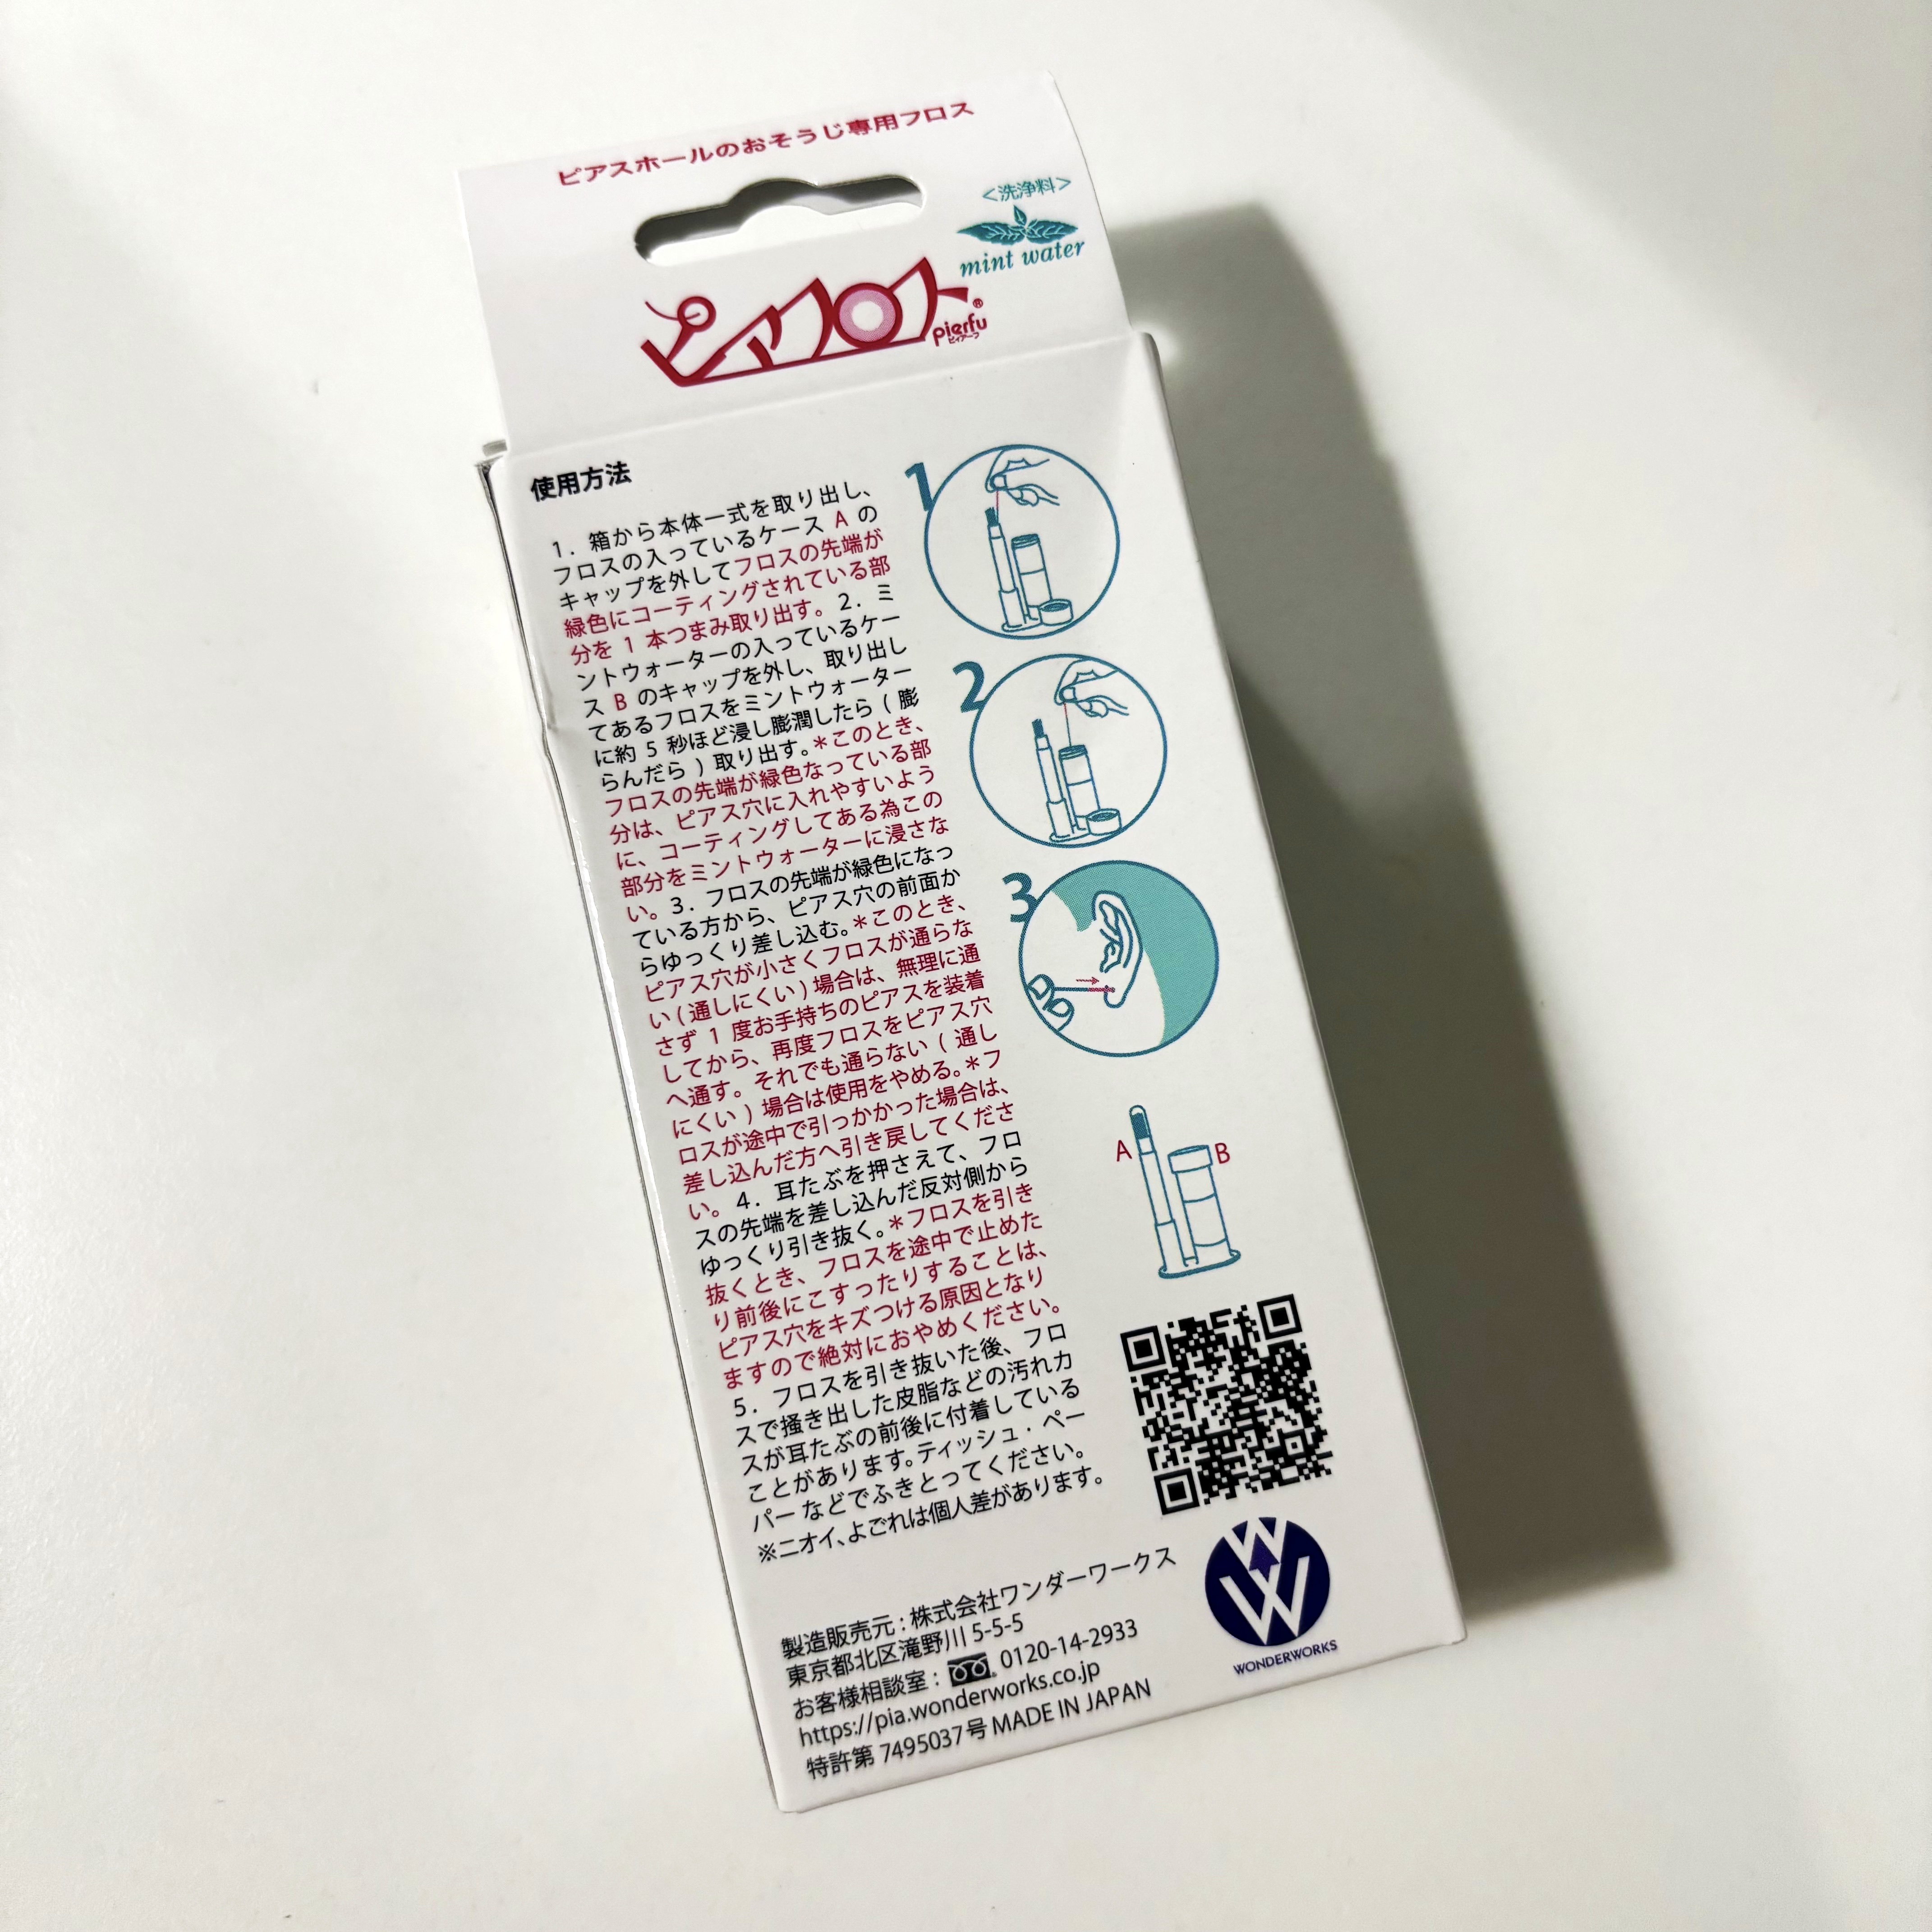 ピアスホールのおそうじ専用フロス
<洗浄料>
mint water
ピアフロス®
pierfu
ピィアーフ
使用方法
1. 箱から本体一式を取り出し、
フロスの入っているケース A の
キャップを外してフロスの先端が
緑色にコーティングされている部
分を 1 本つまみ取り出す。2. ミ
ントウォーターの入っているケー
ス B のキャップを外し、取り出し
てあるフロスをミントウォーター
に約 5 秒ほど浸し膨潤したら ( 膨
らんだら ) 取り出す。*このとき、
フロスの先端が緑色なっている部
分は、ピアス穴に入れやすいよう
に、コーティングしてある為この
部分をミントウォーターに浸さな
い。3. フロスの先端が緑色になっ
ている方から、ピアス穴の前面か
らゆっくり差し込む。*このとき、
ピアス穴が小さくフロスが通らな
い ( 通しにくい ) 場合は、無理に通
さず 1 度お手持ちのピアスを装着
してから、再度フロスをピアス穴
へ通す。それでも通らない ( 通し
にくい ) 場合は使用をやめる。*フ
ロスが途中で引っかかった場合は、
差し込んだ方へ引き戻してくださ
い。4. 耳たぶを押さえて、フロ
スの先端を差し込んだ反対側から
ゆっくり引き抜く。*フロスを引き
抜くとき、フロスを途中で止めた
り前後にこすったりすることは、
ピアス穴をキズつける原因となり
ますので絶対におやめください。
5. フロスを引き抜いた後、フロ
スで掻き出した皮脂などの汚れカ
スが耳たぶの前後に付着している
ことがあります。ティッシュ・ペー
パー などでふきとってください。
※ニオイ、よごれは個人差があります。
1
2
3
A
B
製造販売元 : 株式会社ワンダーワークス
東京都北区滝野川 5-5-5
お客様相談室 : 0120-14-2933
https://pia.wonderworks.co.jp
特許第 7495037号 MADE IN JAPAN
W
W
WONDERWORKS